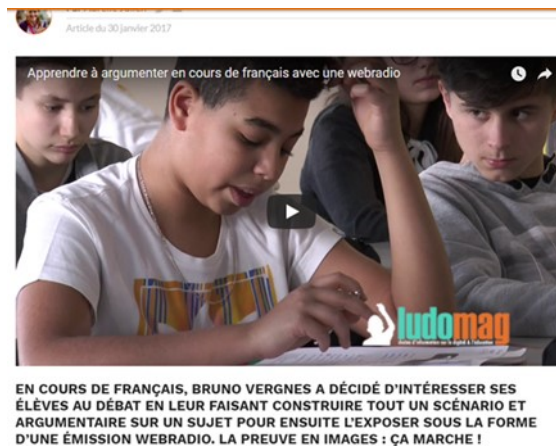 Article du 30 janvier 2017
Apprendre à argumenter en cours de français avec une webradio
ludomag
EN COURS DE FRANÇAIS, BRUNO VERGNES A DÉCIDÉ D'INTÉRESSER SES
ÉLÈVES AU DÉBAT EN LEUR FAISANT CONSTRUIRE TOUT UN SCÉNARIO ET
ARGUMENTAIRE SUR UN SUJET POUR ENSUITE L'EXPOSER SOUS LA FORME
D'UNE ÉMISSION WEBRADIO. LA PREUVE EN IMAGES : ÇA MARCHE !